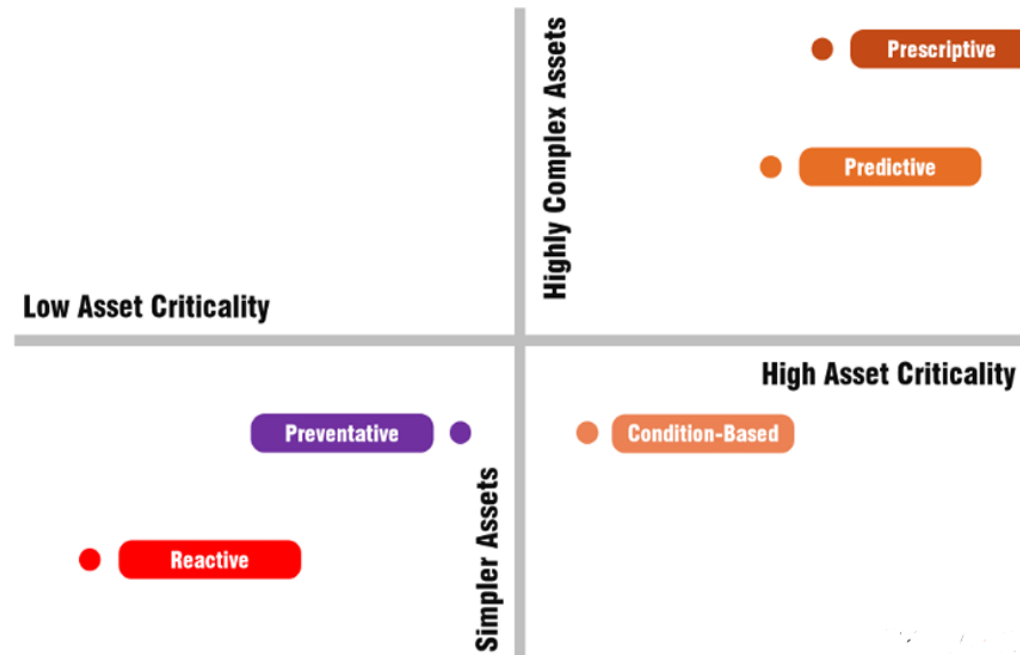 Highly Complex Assets
Prescriptive
Predictive
Low Asset Criticality
High Asset Criticality
Preventative
Condition-Based
Simpler Assets
Reactive